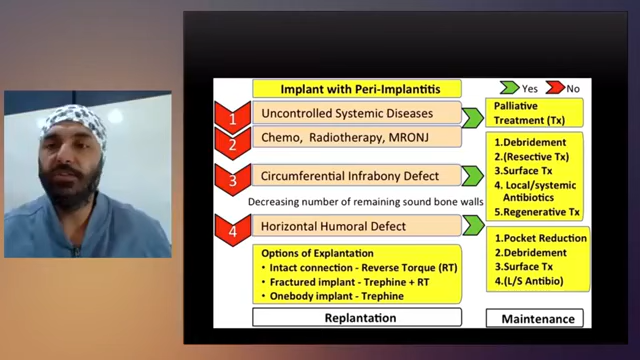 Implant with Peri-Implantitis
Yes
No
1
Uncontrolled Systemic Diseases
2
Chemo, Radiotherapy, MRONJ
Palliative
Treatment (Tx)
3
Circumferential Infrabony Defect
1.Debridement
2.(Resective Tx)
3.Surface Tx
4. Local/systemic
Antibiotics
5.Regenerative Tx
Decreasing number of remaining sound bone walls
4
Horizontal Humoral Defect
1.Pocket Reduction
2.Debridement
3.Surface Tx
4.(L/S Antibio)
Options of Explantation
• Intact connection - Reverse Torque (RT)
• Fractured implant - Trephine + RT
• Onebody implant - Trephine
Replantation
Maintenance